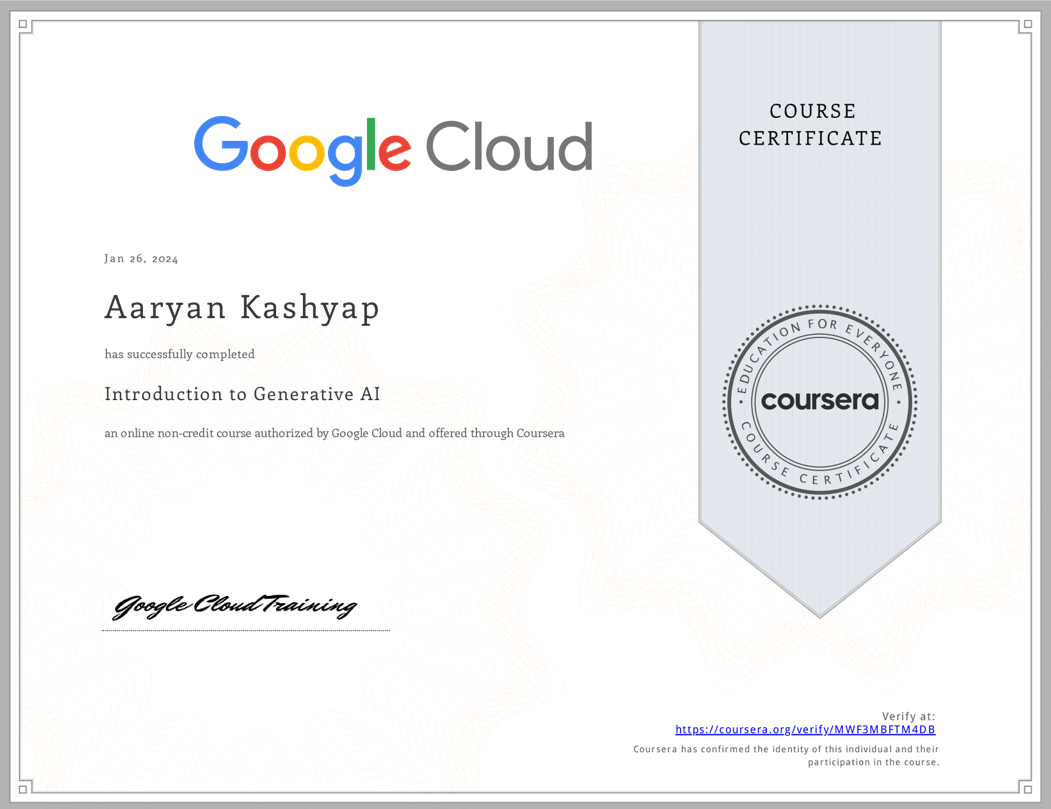 Google Cloud
COURSE
CERTIFICATE
Jan 26, 2024
Aaryan Kashyap
has successfully completed
Introduction to Generative AI
an online non-credit course authorized by Google Cloud and offered through Coursera
EDUCATION FOR EVERYONE
coursera
COURSE CERTIFICATE
Google Cloud Training
Verify at:
https://coursera.org/verify/MWF3MBFTM4DB
Coursera has confirmed the identity of this individual and their
participation in the course.